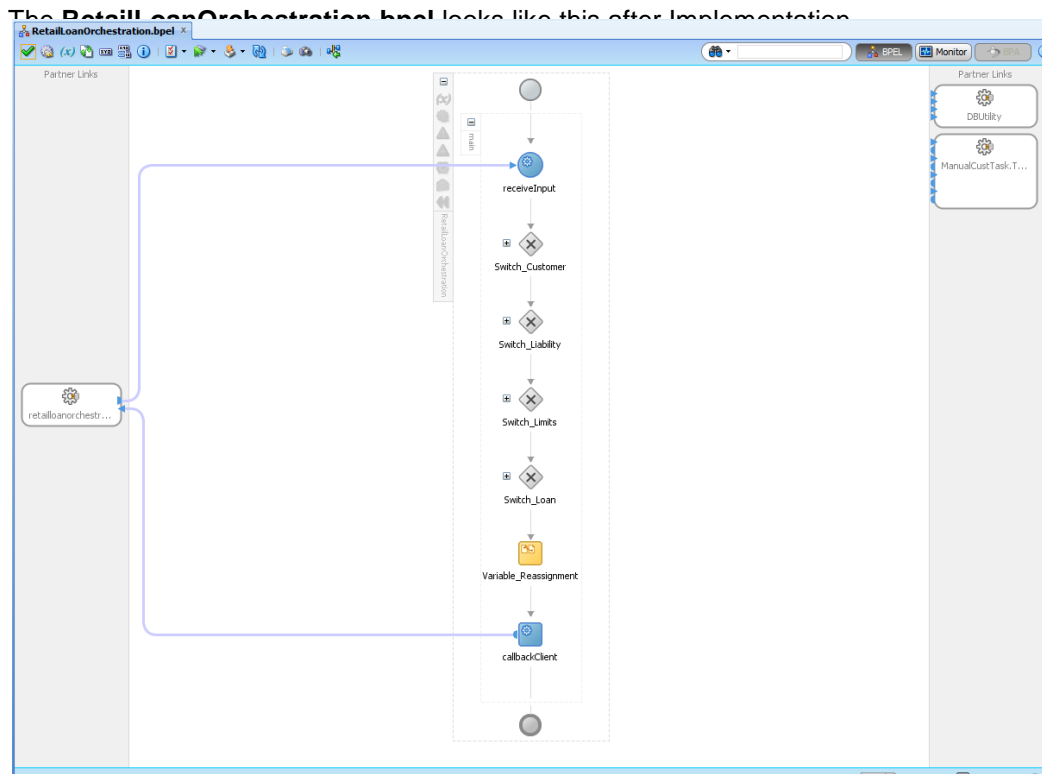 The RetailLoanOrchestration.bpel looks like this after Implementation
RetailLoanOrchestration.bpel
BPEL
Monitor
BPA
Partner Links
Partner Links
DBUtility
main
ManualCustTask.T...
receiveInput
RetailLoanOrchestration
Switch_Customer
Switch_Liability
retailloanorchestr...
Switch_Limits
Switch_Loan
Variable_Reassignment
callbackClient